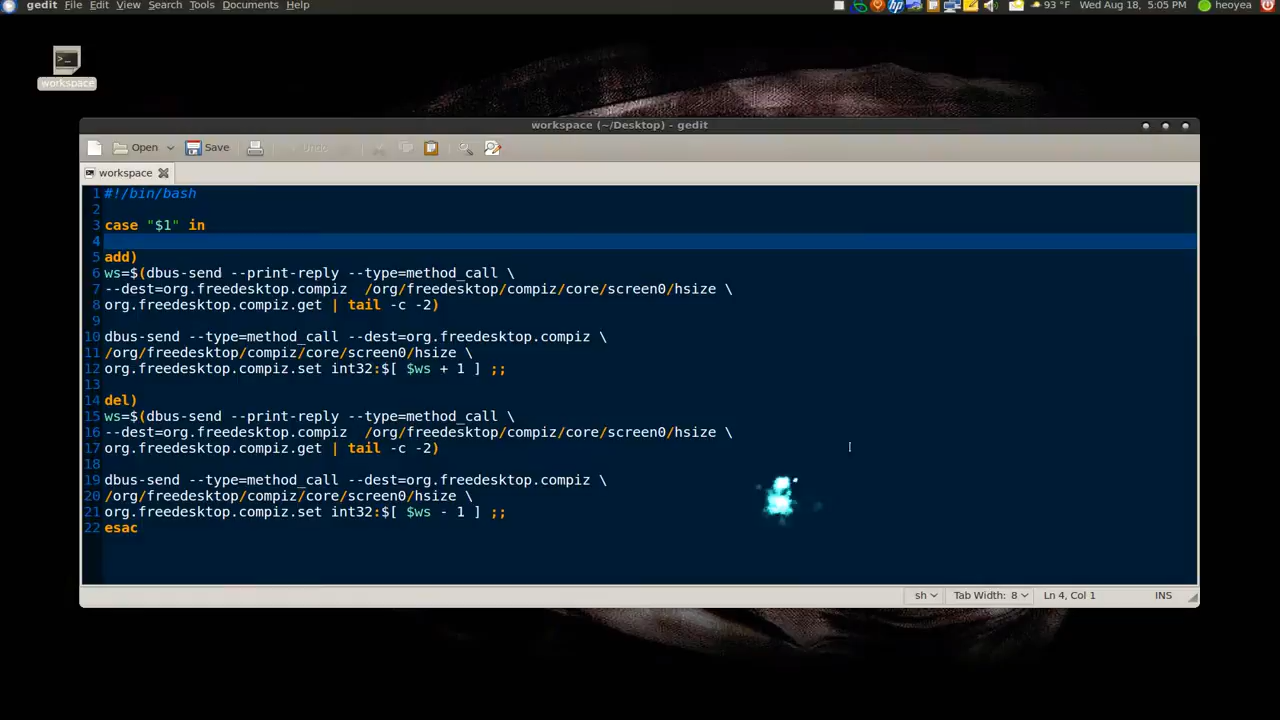 gedit File Edit View Search Tools Documents Help
hp 93 °F Wed Aug 18, 5:05 PM heoyea
>_
workspace
workspace (~/Desktop) - gedit
Open Save Undo
workspace
1 #!/bin/bash
2
3 case "$1" in
4
5 add)
6 ws=$(dbus-send --print-reply --type=method_call \
7 --dest=org.freedesktop.compiz  /org/freedesktop/compiz/core/screen0/hsize \
8 org.freedesktop.compiz.get | tail -c -2)
9
10 dbus-send --type=method_call --dest=org.freedesktop.compiz \
11 /org/freedesktop/compiz/core/screen0/hsize \
12 org.freedesktop.compiz.set int32:$[ $ws + 1 ] ;;
13
14 del)
15 ws=$(dbus-send --print-reply --type=method_call \
16 --dest=org.freedesktop.compiz  /org/freedesktop/compiz/core/screen0/hsize \
17 org.freedesktop.compiz.get | tail -c -2)
18
19 dbus-send --type=method_call --dest=org.freedesktop.compiz \
20 /org/freedesktop/compiz/core/screen0/hsize \
21 org.freedesktop.compiz.set int32:$[ $ws - 1 ] ;;
22 esac
sh Tab Width: 8 Ln 4, Col 1 INS